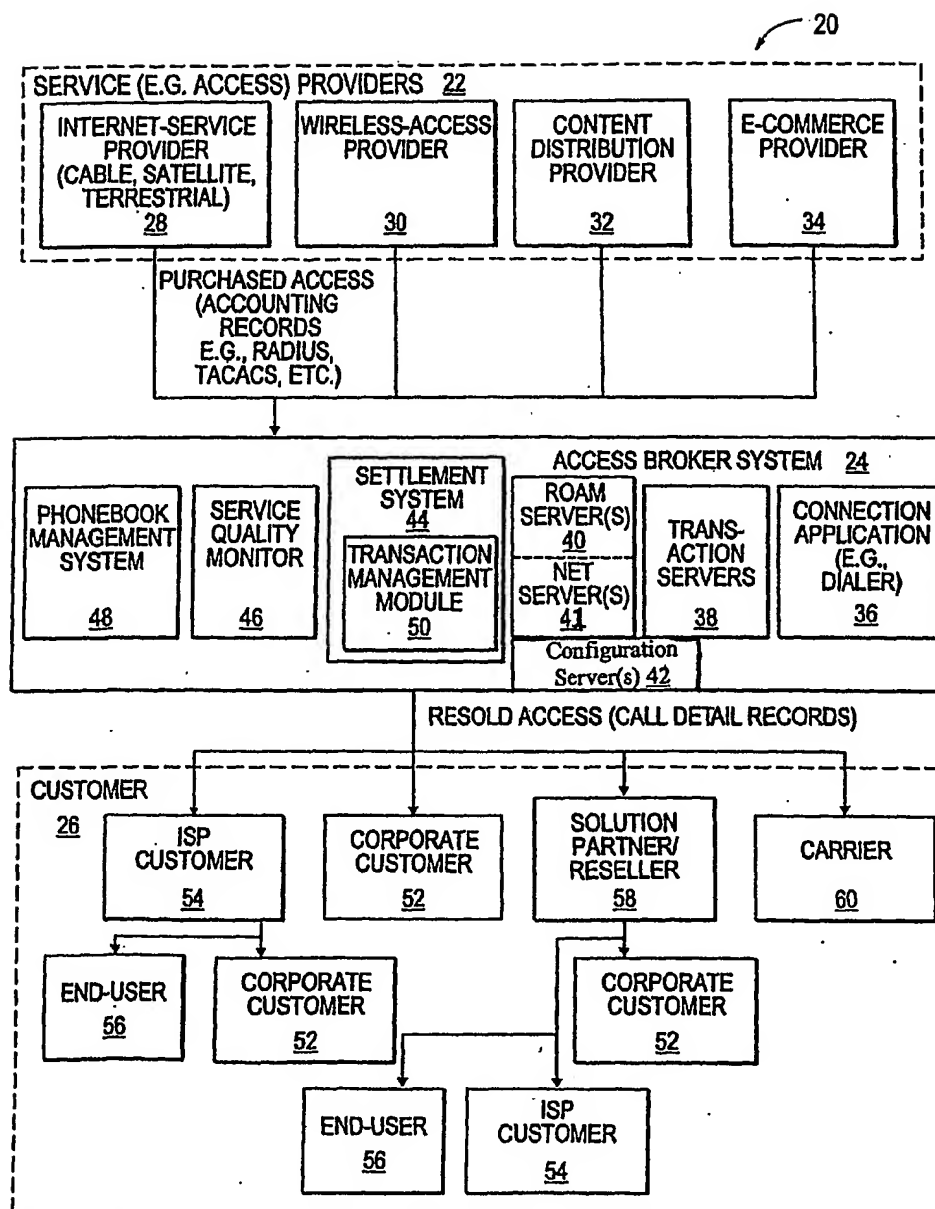 20
SERVICE (E.G. ACCESS) PROVIDERS 22
INTERNET-SERVICE
PROVIDER
(CABLE, SATELLITE,
TERRESTRIAL)
28
WIRELESS-ACCESS
PROVIDER
30
CONTENT
DISTRIBUTION
PROVIDER
32
E-COMMERCE
PROVIDER
34
PURCHASED ACCESS
(ACCOUNTING
RECORDS
E.G., RADIUS,
TACACS, ETC.)
ACCESS BROKER SYSTEM 24
PHONEBOOK
MANAGEMENT
SYSTEM
48
SERVICE
QUALITY
MONITOR
46
SETTLEMENT
SYSTEM
44
TRANSACTION
MANAGEMENT
MODULE
50
ROAM
SERVER(S)
40
NET
SERVER(S)
41
Configuration
Server(s) 42
TRANS-
ACTION
SERVERS
38
CONNECTION
APPLICATION
(E.G.,
DIALER)
36
RESOLD ACCESS (CALL DETAIL RECORDS)
CUSTOMER
26
ISP
CUSTOMER
54
CORPORATE
CUSTOMER
52
SOLUTION
PARTNER/
RESELLER
58
CARRIER
60
END-USER
56
CORPORATE
CUSTOMER
52
CORPORATE
CUSTOMER
52
END-USER
56
ISP
CUSTOMER
54